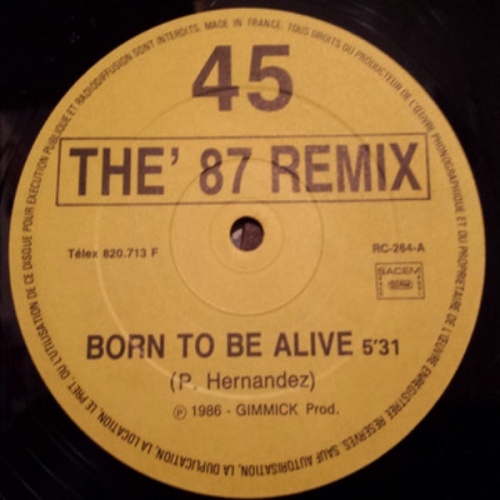 MADE IN FRANCE. TOUS DROITS DU PRODUCTEUR DE L'ŒUVRE PHONOGRAPHIQUE ET DU PROPRIETAIRE DE L'ŒUVRE ENREGISTREE RESERVES. SAUF AUTORISATION, LA DUPLICATION, LA LOCATION, LE PRET, OU L'UTILISATION DE CE DISQUE POUR EXECUTION PUBLIQUE ET RADIODIFFUSION SONT INTERDITS.
45
THE' 87 REMIX
Télex 820.713 F
RC-264-A
SACEM
BORN TO BE ALIVE 5'31
(P. Hernandez)
℗ 1986 - GIMMICK Prod.